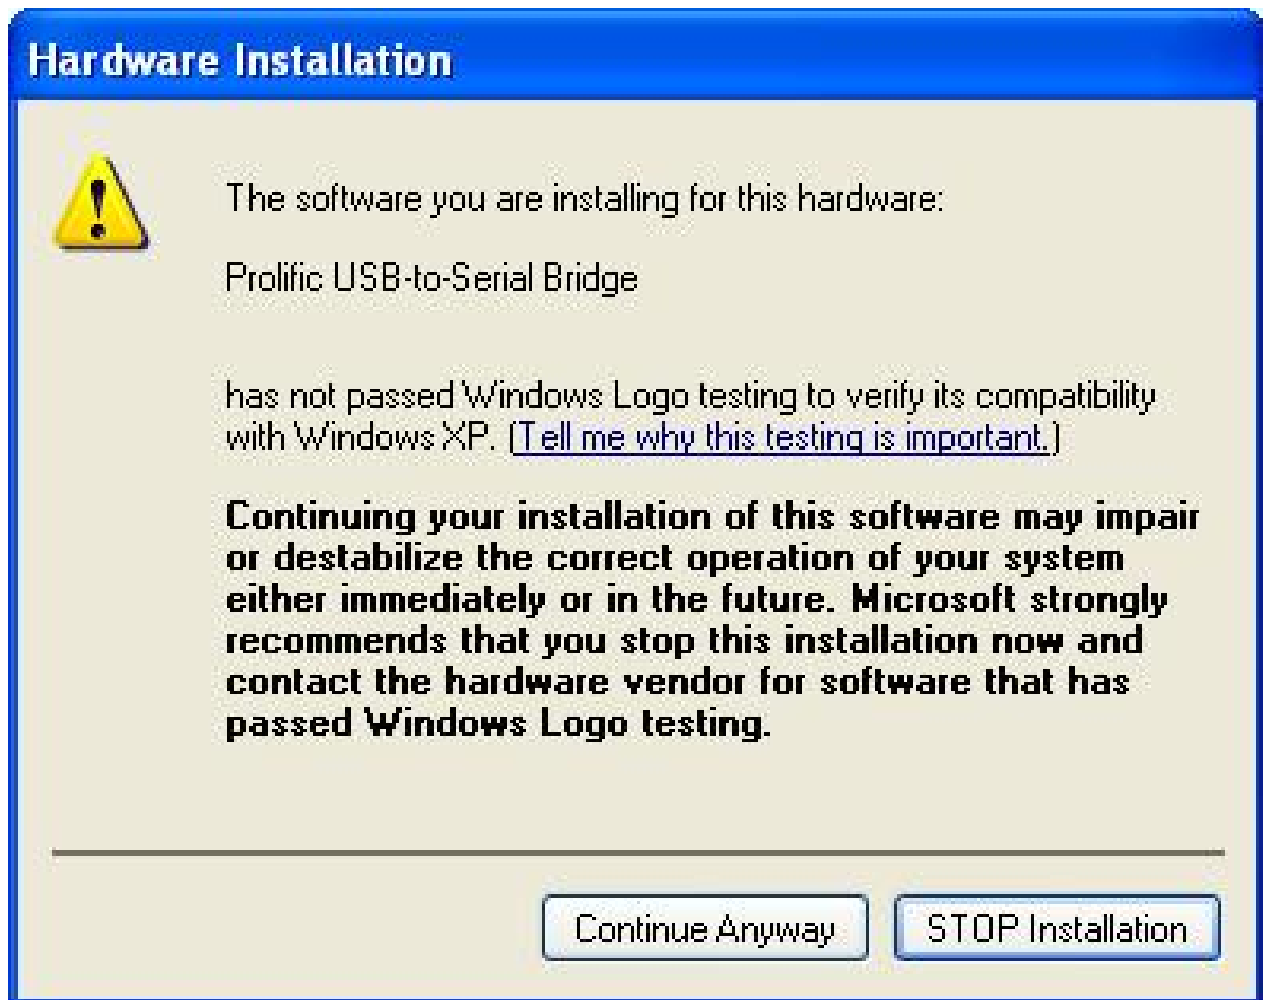 Hardware Installation
The software you are installing for this hardware:
Prolific USB-to-Serial Bridge
has not passed Windows Logo testing to verify its compatibility
with Windows XP. (Tell me why this testing is important.)
Continuing your installation of this software may impair
or destabilize the correct operation of your system
either immediately or in the future. Microsoft strongly
recommends that you stop this installation now and
contact the hardware vendor for software that has
passed Windows Logo testing.
Continue Anyway
STOP Installation